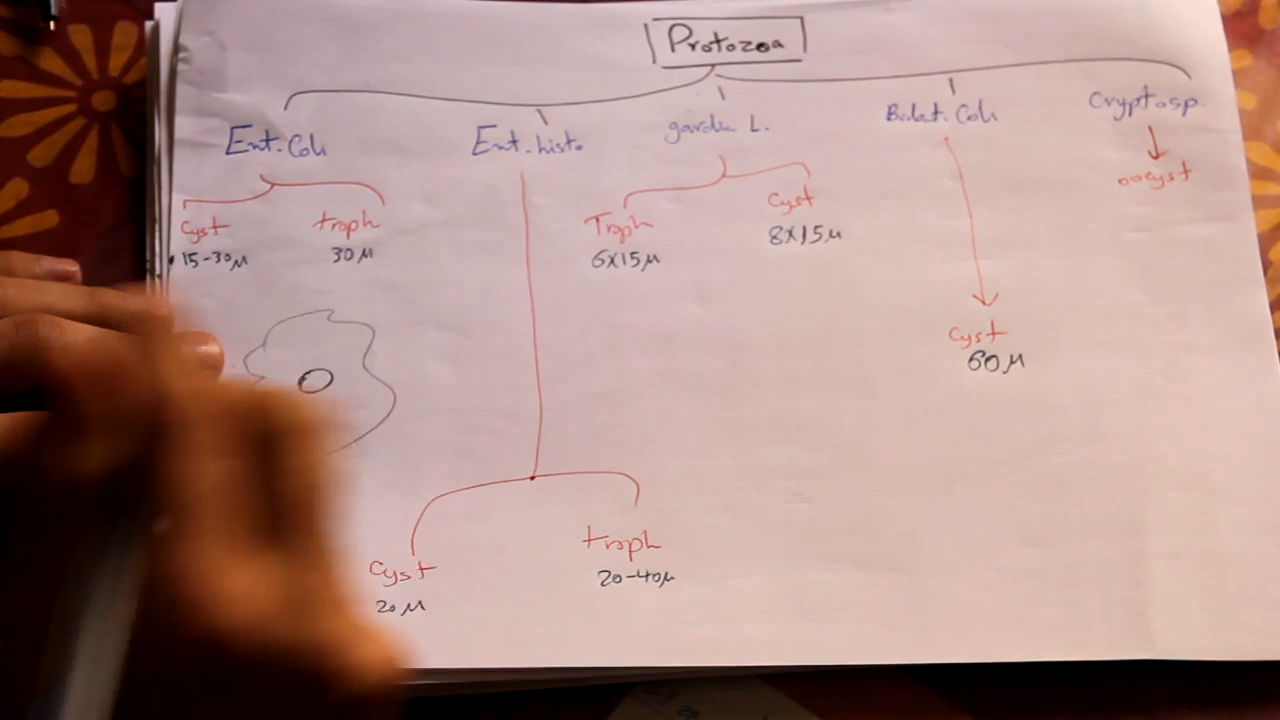 Protozoa
Ent. Coli
Cyst
15-30µ
troph
30µ
Ent. histo
Cyst
20µ
troph
20-40µ
gardia L.
Troph
6X15µ
Cyst
8X15µ
Balat. Coli
Cyst
60µ
Cryptosp.
oocyst